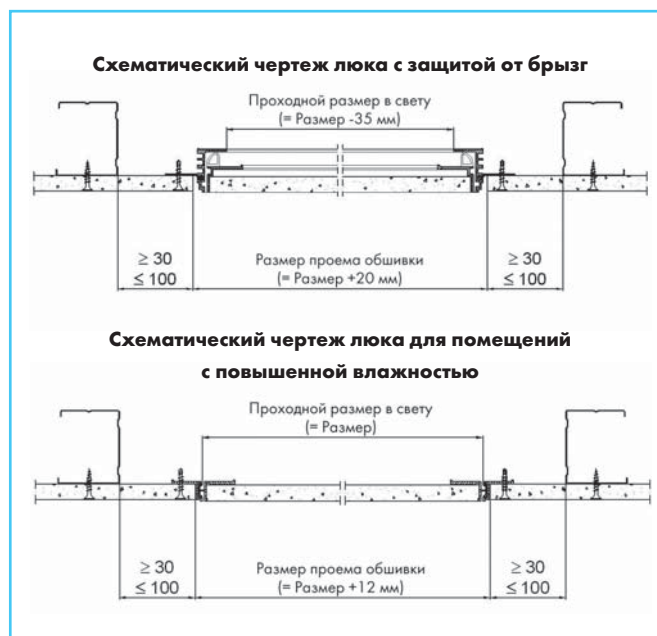 Схематический чертеж люка с защитой от брызг
Проходной размер в свету
(= Размер -35 мм)
≥ 30
≤ 100
Размер проема обшивки
(= Размер +20 мм)
≥ 30
≤ 100
Схематический чертеж люка для помещений
с повышенной влажностью
Проходной размер в свету
(= Размер)
≥ 30
≤ 100
Размер проема обшивки
(= Размер +12 мм)
≥ 30
≤ 100